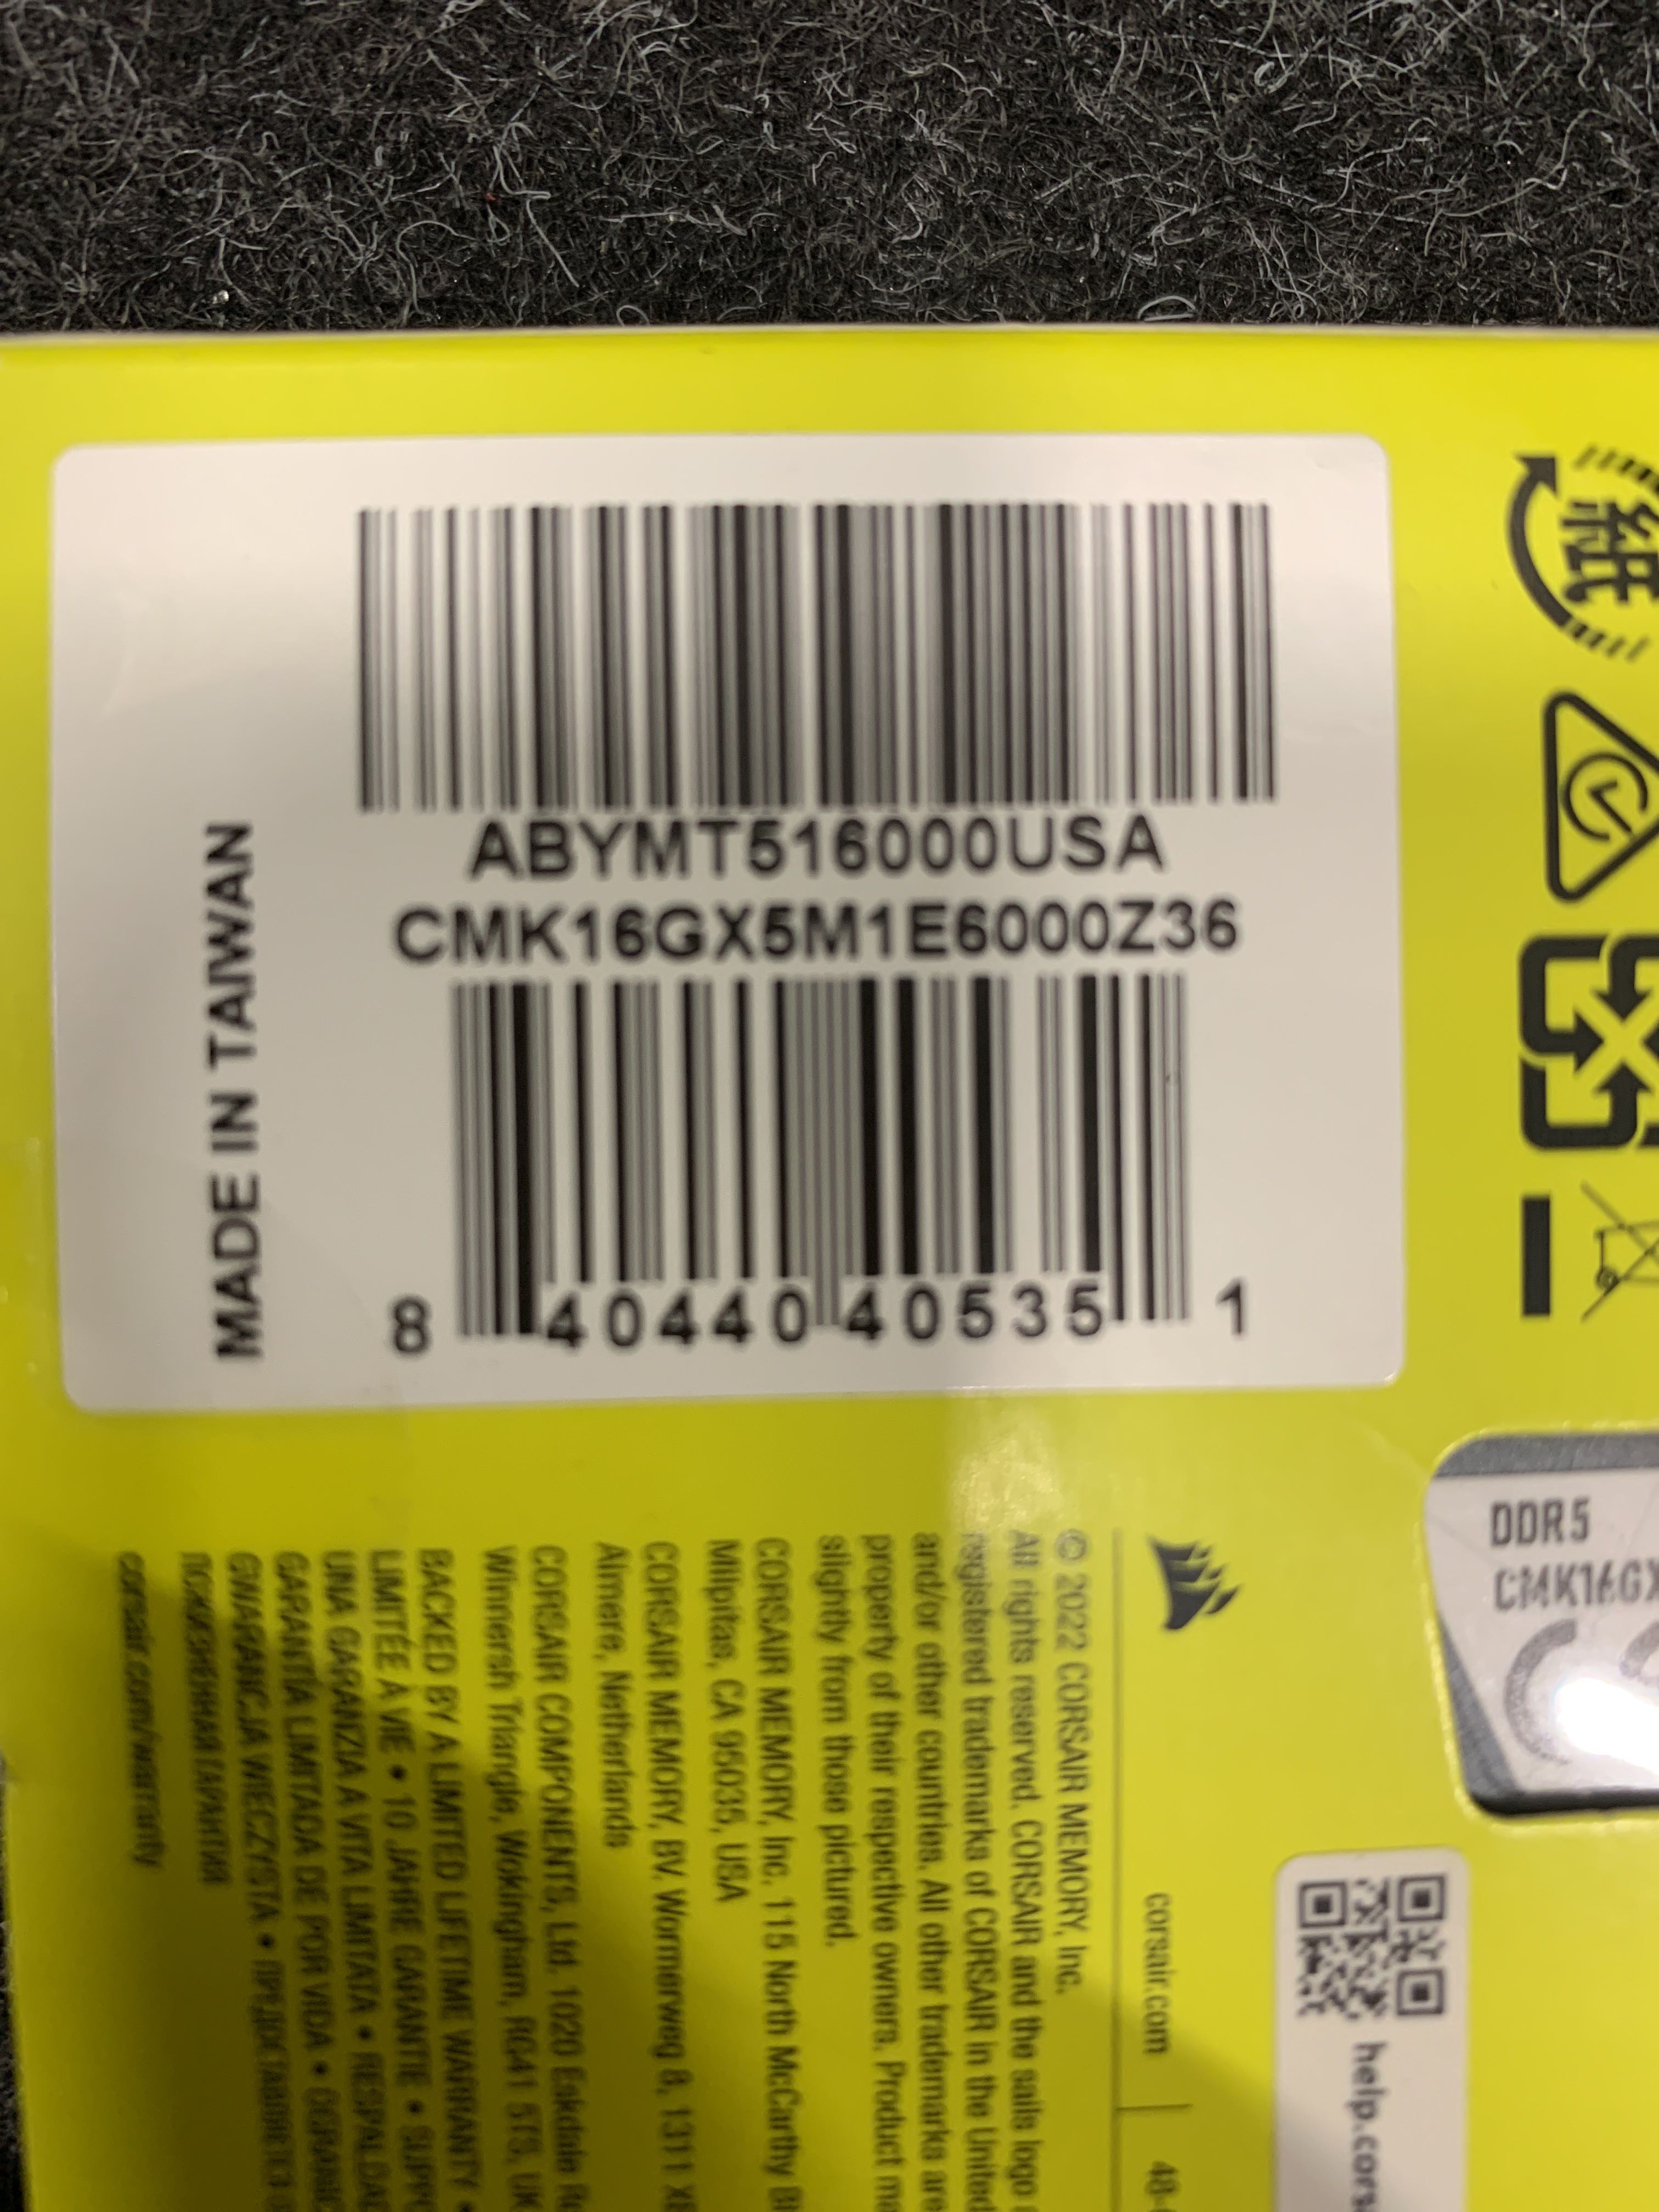 ABYMT516000USA
CMK16GX5M1E6000Z36
8 40440 40535 1
MADE IN TAIWAN
紙
DDR5
CMK16GX
corsair.com
48-
© 2022 CORSAIR MEMORY, Inc.
All rights reserved. CORSAIR and the sails logo
registered trademarks of CORSAIR in the United
and/or other countries. All other trademarks are
property of their respective owners. Product
slightly from those pictured.
CORSAIR MEMORY, Inc. 115 North McCarthy
Milpitas, CA 95035, USA
CORSAIR MEMORY, BV. Wormerweg 8, 1311
Almere, Netherlands
CORSAIR COMPONENTS, Ltd. 1020 Eskdale
Winnersh Triangle, Wokingham, RG41 5TS, UK
BACKED BY A LIMITED LIFETIME WARRANTY •
LIMITÉE À VIE • 10 JAHRE GARANTIE •
UNA GARANZIA A VITA LIMITATA •
GARANTÍA LIMITADA DE POR VIDA •
GWARANCJA WIECZYSTA •
ПОЖИЗНЕННАЯ ГАРАНТИЯ
corsair.com/warranty
help.cors